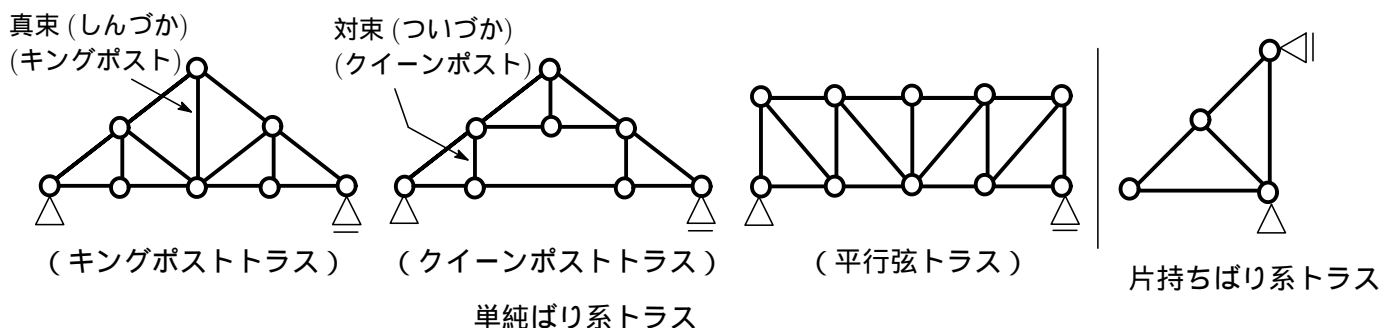 真束 (しんづか)
(キングポスト)
対束 (ついづか)
(クイーンポスト)
(キングポストトラス)
(クイーンポストトラス)
(平行弦トラス)
片持ちばり系トラス
単純ばり系トラス